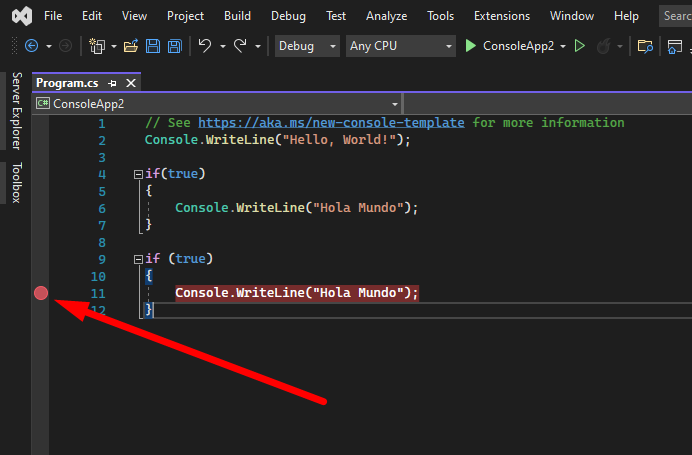 File Edit View Project Build Debug Test Analyze Tools Extensions Window Help Searc
Debug Any CPU ConsoleApp2
Server Explorer
Toolbox
Program.cs
C# ConsoleApp2
1 // See https://aka.ms/new-console-template for more information
2 Console.WriteLine("Hello, World!");
3
4 if(true)
5 {
6 Console.WriteLine("Hola Mundo");
7 }
8
9 if (true)
10 {
11 Console.WriteLine("Hola Mundo");
12 }